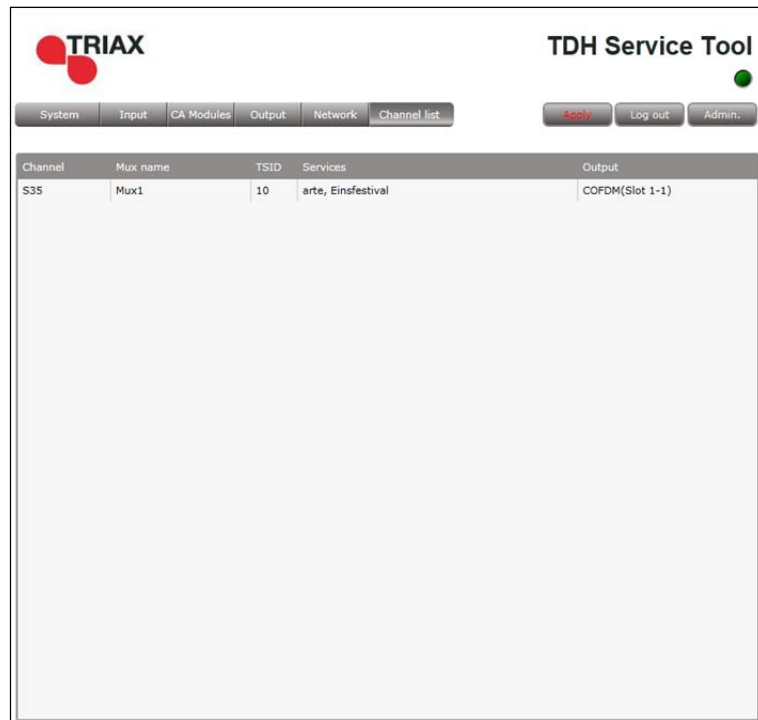 TRIAX
TDH Service Tool
System Input CA Modules Output Network Channel list Apply Log out Admin.
Channel Mux name TSID Services Output
S35 Mux1 10 arte, Einsfestival COFDM(Slot 1-1)